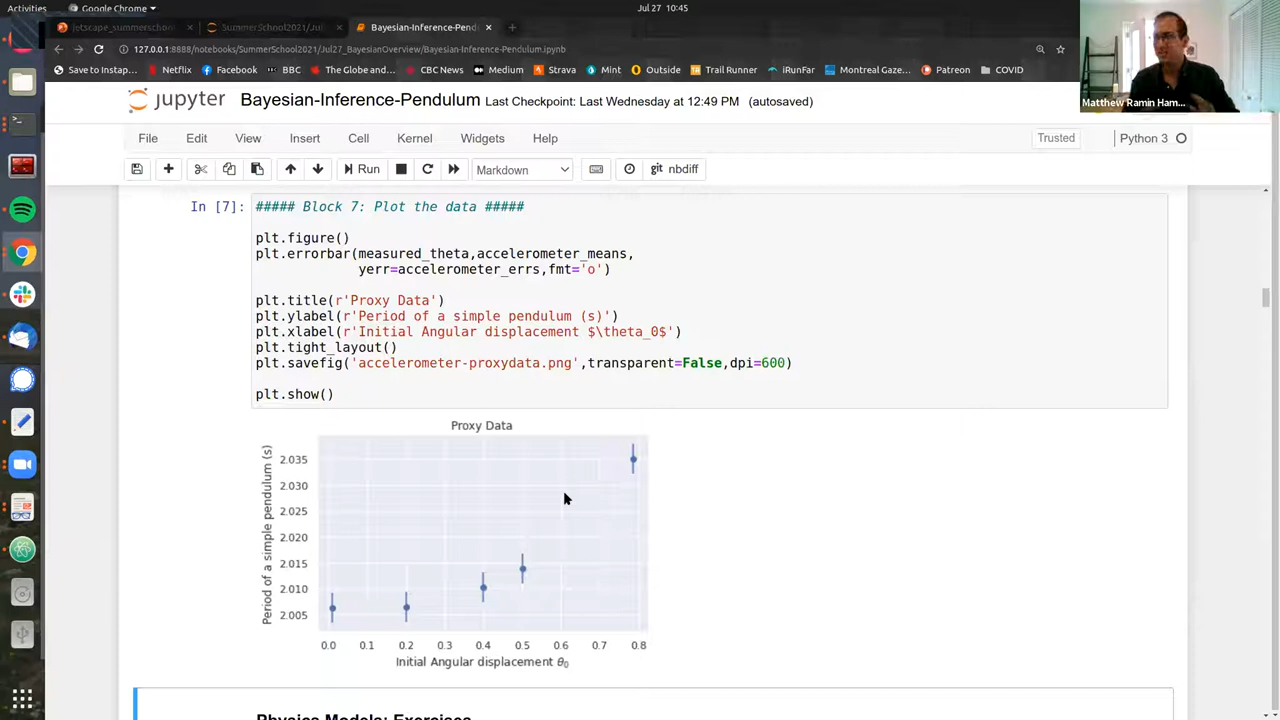 Activities
Google Chrome
Jul 27 10:45
jetscape_summerscho
SummerSchool2021/Jul
Bayesian-Inference-Pend
127.0.0.1:8888/notebooks/SummerSchool2021/Jul27_BayesianOverview/Bayesian-Inference-Pendulum.ipynb
Save to Instap... Netflix Facebook BBC The Globe and... CBC News Medium Strava Mint Outside Trail Runner iRunFar Montreal Gaze... Patreon COVID
Matthew Ramin Ham...
jupyter Bayesian-Inference-Pendulum Last Checkpoint: Last Wednesday at 12:49 PM (autosaved)
File Edit View Insert Cell Kernel Widgets Help Trusted Python 3
Run Markdown git nbdiff
In [7]: ##### Block 7: Plot the data #####
plt.figure()
plt.errorbar(measured_theta,accelerometer_means,
yerr=accelerometer_errs,fmt='o')
plt.title(r'Proxy Data')
plt.ylabel(r'Period of a simple pendulum (s)')
plt.xlabel(r'Initial Angular displacement $\theta_0$')
plt.tight_layout()
plt.savefig('accelerometer-proxydata.png',transparent=False,dpi=600)
plt.show()
Proxy Data
Period of a simple pendulum (s)
2.035
2.030
2.025
2.020
2.015
2.010
2.005
0.0 0.1 0.2 0.3 0.4 0.5 0.6 0.7 0.8
Initial Angular displacement θ₀
Physics Models: Exercises